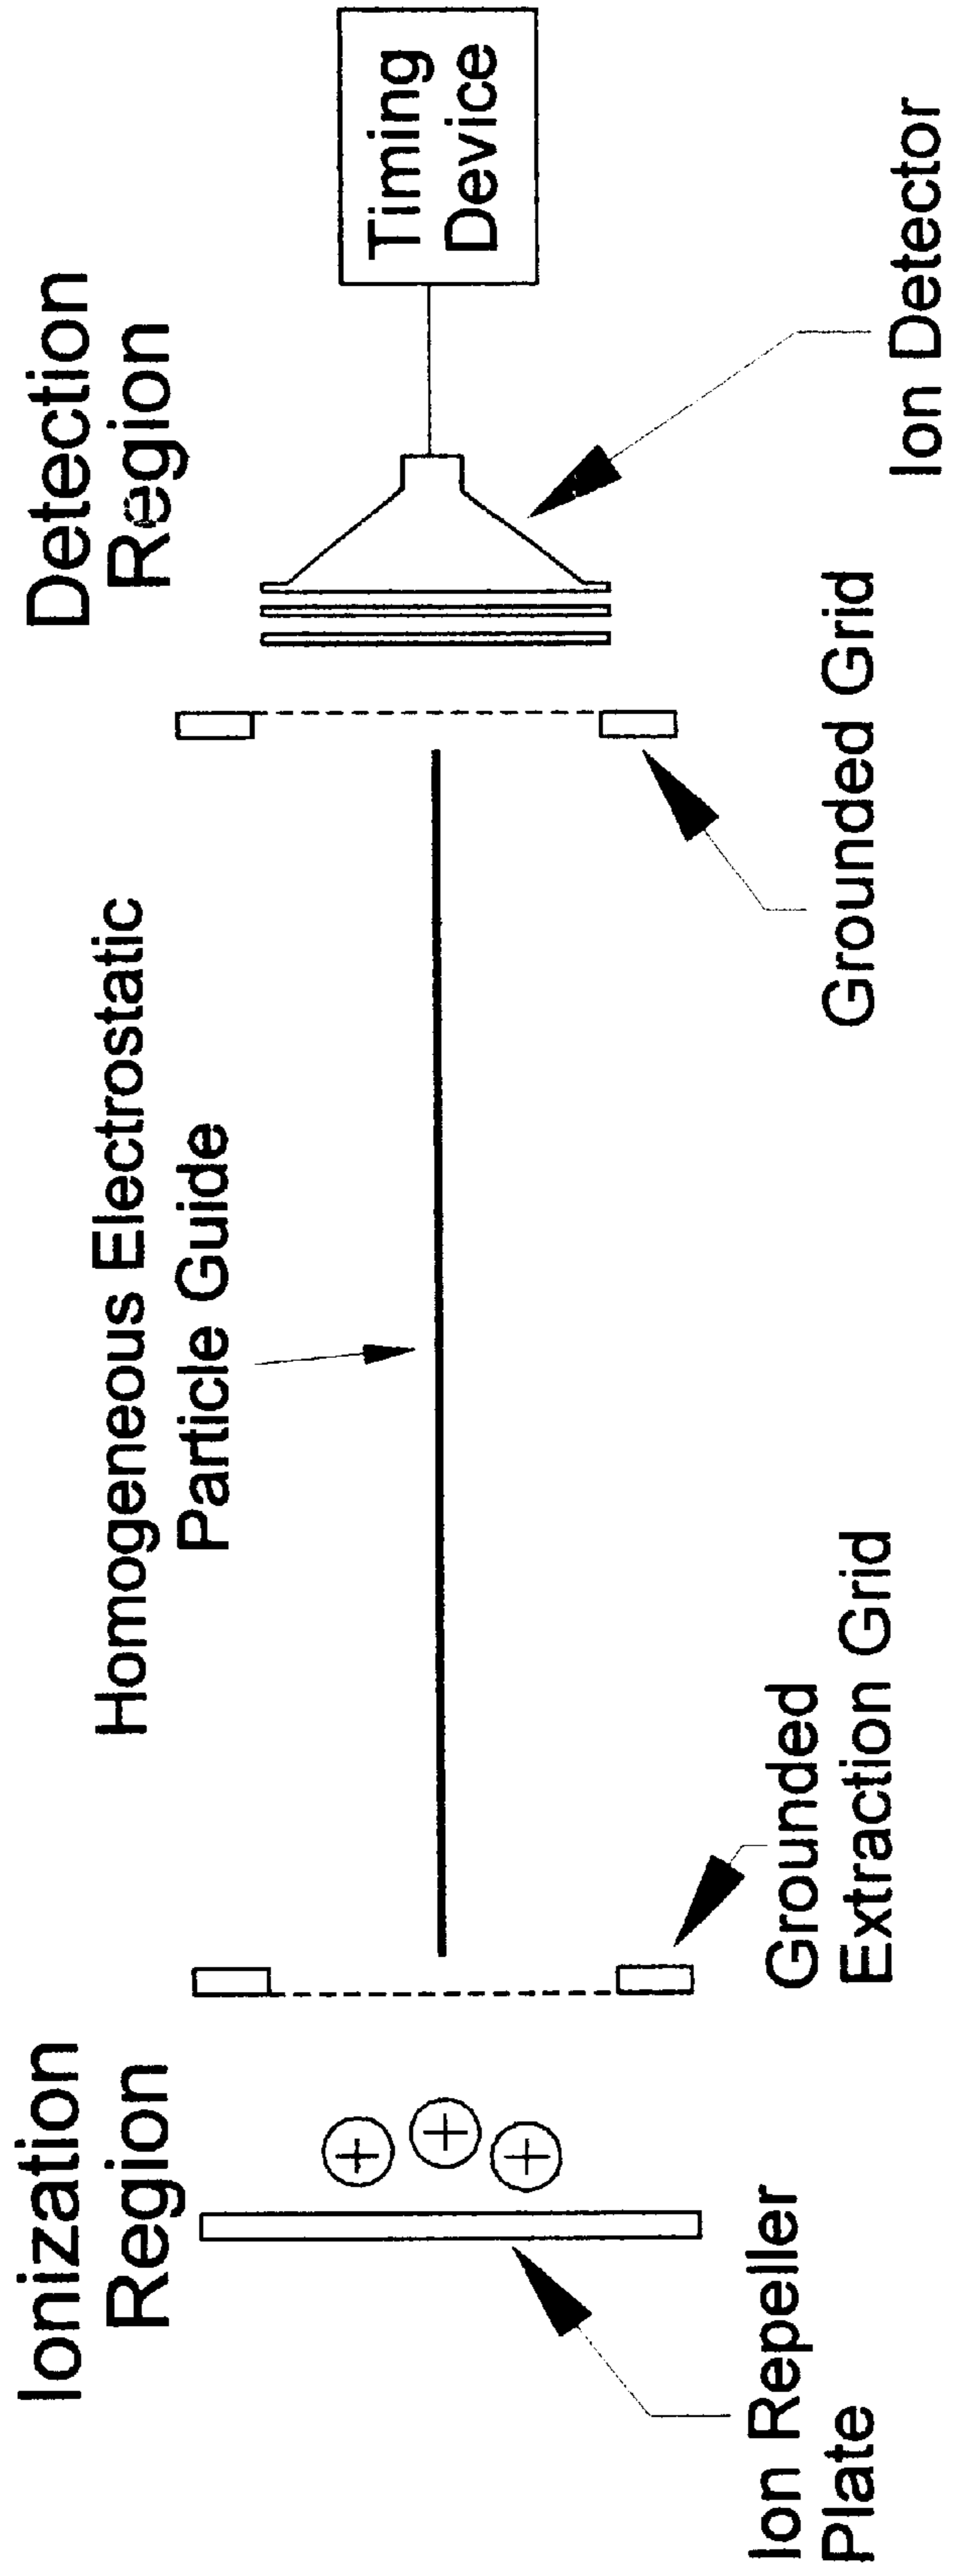 Ionization
Region
Ion Repeller
Plate
Grounded
Extraction Grid
Homogeneous Electrostatic
Particle Guide
Grounded Grid
Detection
Region
Ion Detector
Timing
Device